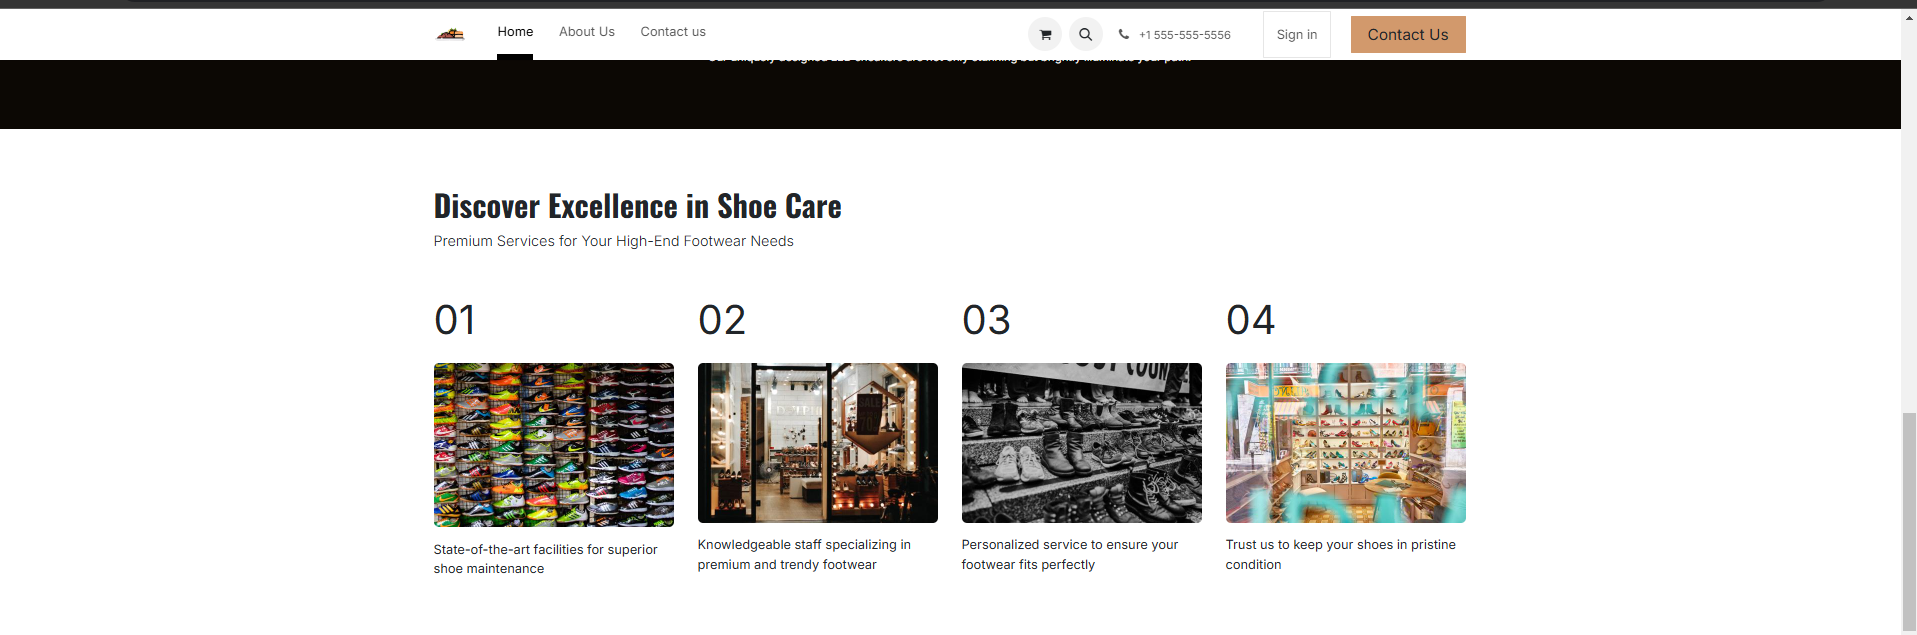 Home About Us Contact us +1 555-555-5556 Sign in Contact Us
Discover Excellence in Shoe Care
Premium Services for Your High-End Footwear Needs
01 02 03 04
State-of-the-art facilities for superior
shoe maintenance
Knowledgeable staff specializing in
premium and trendy footwear
Personalized service to ensure your
footwear fits perfectly
Trust us to keep your shoes in pristine
condition